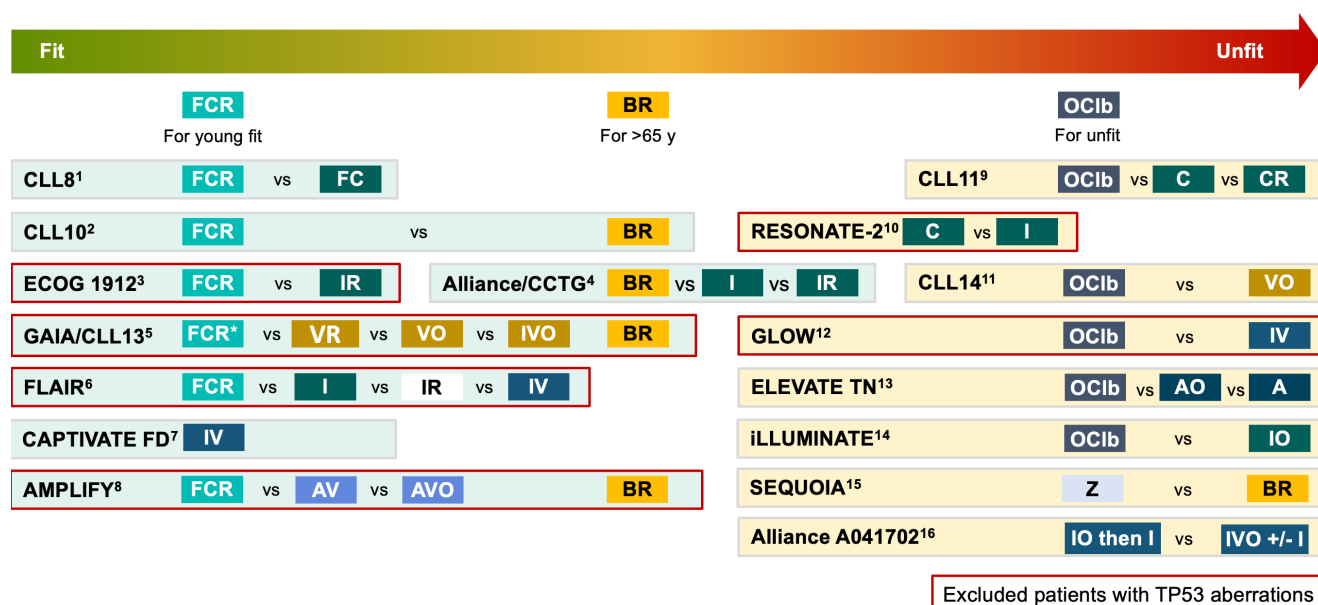 Fit Unfit
FCR BR OClb
For young fit For >65 y For unfit
CLL8¹ FCR vs FC
CLL11⁹ OClb vs C vs CR
CLL10² FCR vs BR
RESONATE-2¹⁰ C vs I
ECOG 1912³ FCR vs IR
Alliance/CCTG⁴ BR vs I vs IR
CLL14¹¹ OClb vs VO
GAIA/CLL13⁵ FCR* vs VR vs VO vs IVO BR
GLOW¹² OClb vs IV
FLAIR⁶ FCR vs I vs IR vs IV
ELEVATE TN¹³ OClb vs AO vs A
CAPTIVATE FD⁷ IV
iLLUMINATE¹⁴ OClb vs IO
AMPLIFY⁸ FCR vs AV vs AVO BR
SEQUOIA¹⁵ Z vs BR
Alliance A041702¹⁶ IO then I vs IVO +/- I
Excluded patients with TP53 aberrations